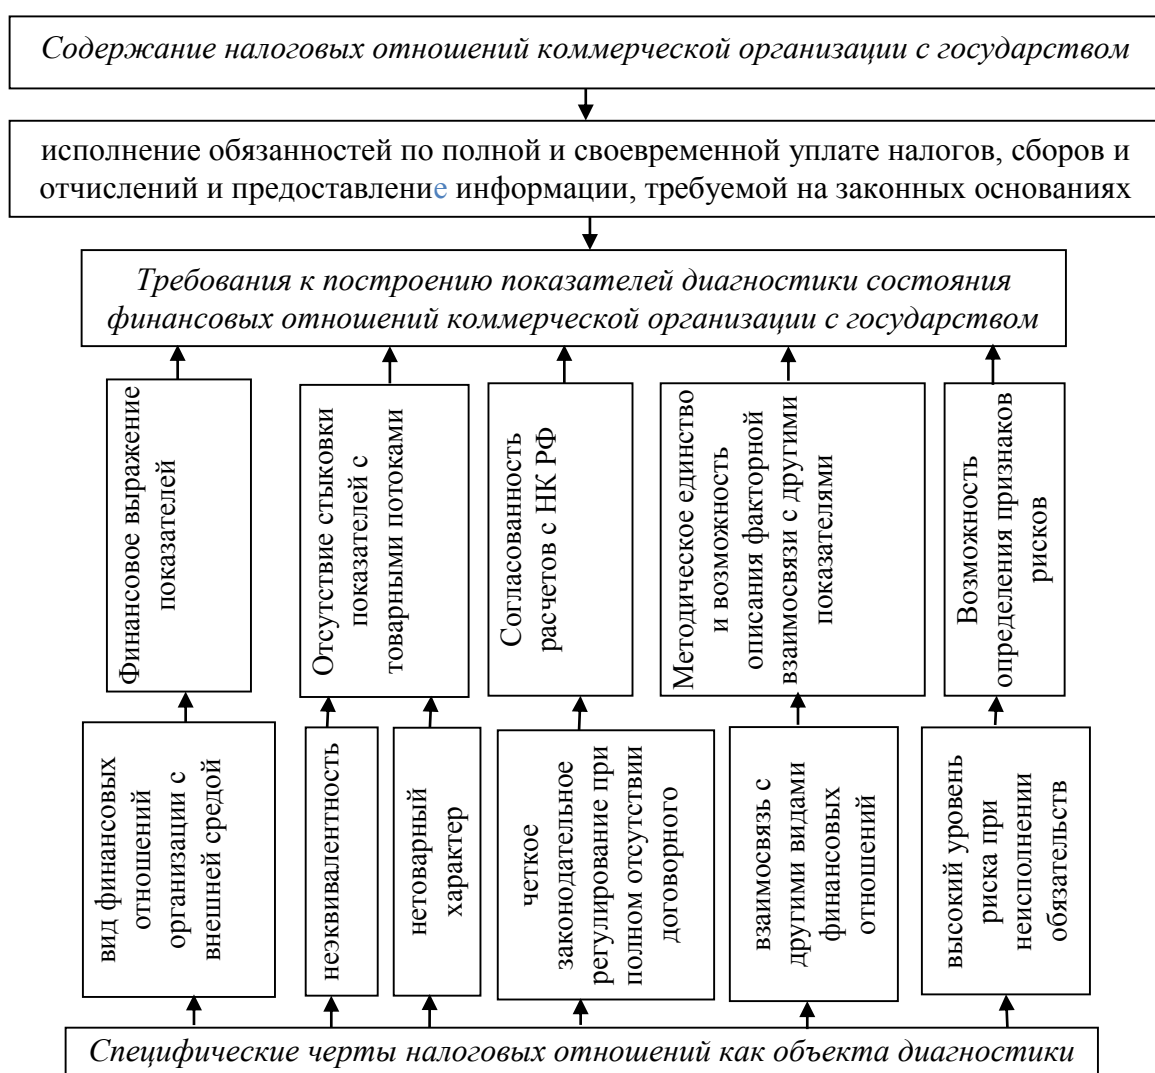 Содержание налоговых отношений коммерческой организации с государством
исполнение обязанностей по полной и своевременной уплате налогов, сборов и
отчислений и предоставление информации, требуемой на законных основаниях
Требования к построению показателей диагностики состояния
финансовых отношений коммерческой организации с государством
Финансовое выражение
показателей
Отсутствие стыковки
показателей с
товарными потоками
Согласованность
расчетов с НК РФ
Методическое единство
и возможность
описания факторной
взаимосвязи с другими
показателями
Возможность
определения признаков
рисков
вид финансовых
отношений
организации с
внешней средой
неэквивалентность
нетоварный
характер
четкое
законодательное
регулирование при
полном отсутствии
договорного
взаимосвязь с
другими видами
финансовых
отношений
высокий уровень
риска при
неисполнении
обязательств
Специфические черты налоговых отношений как объекта диагностики